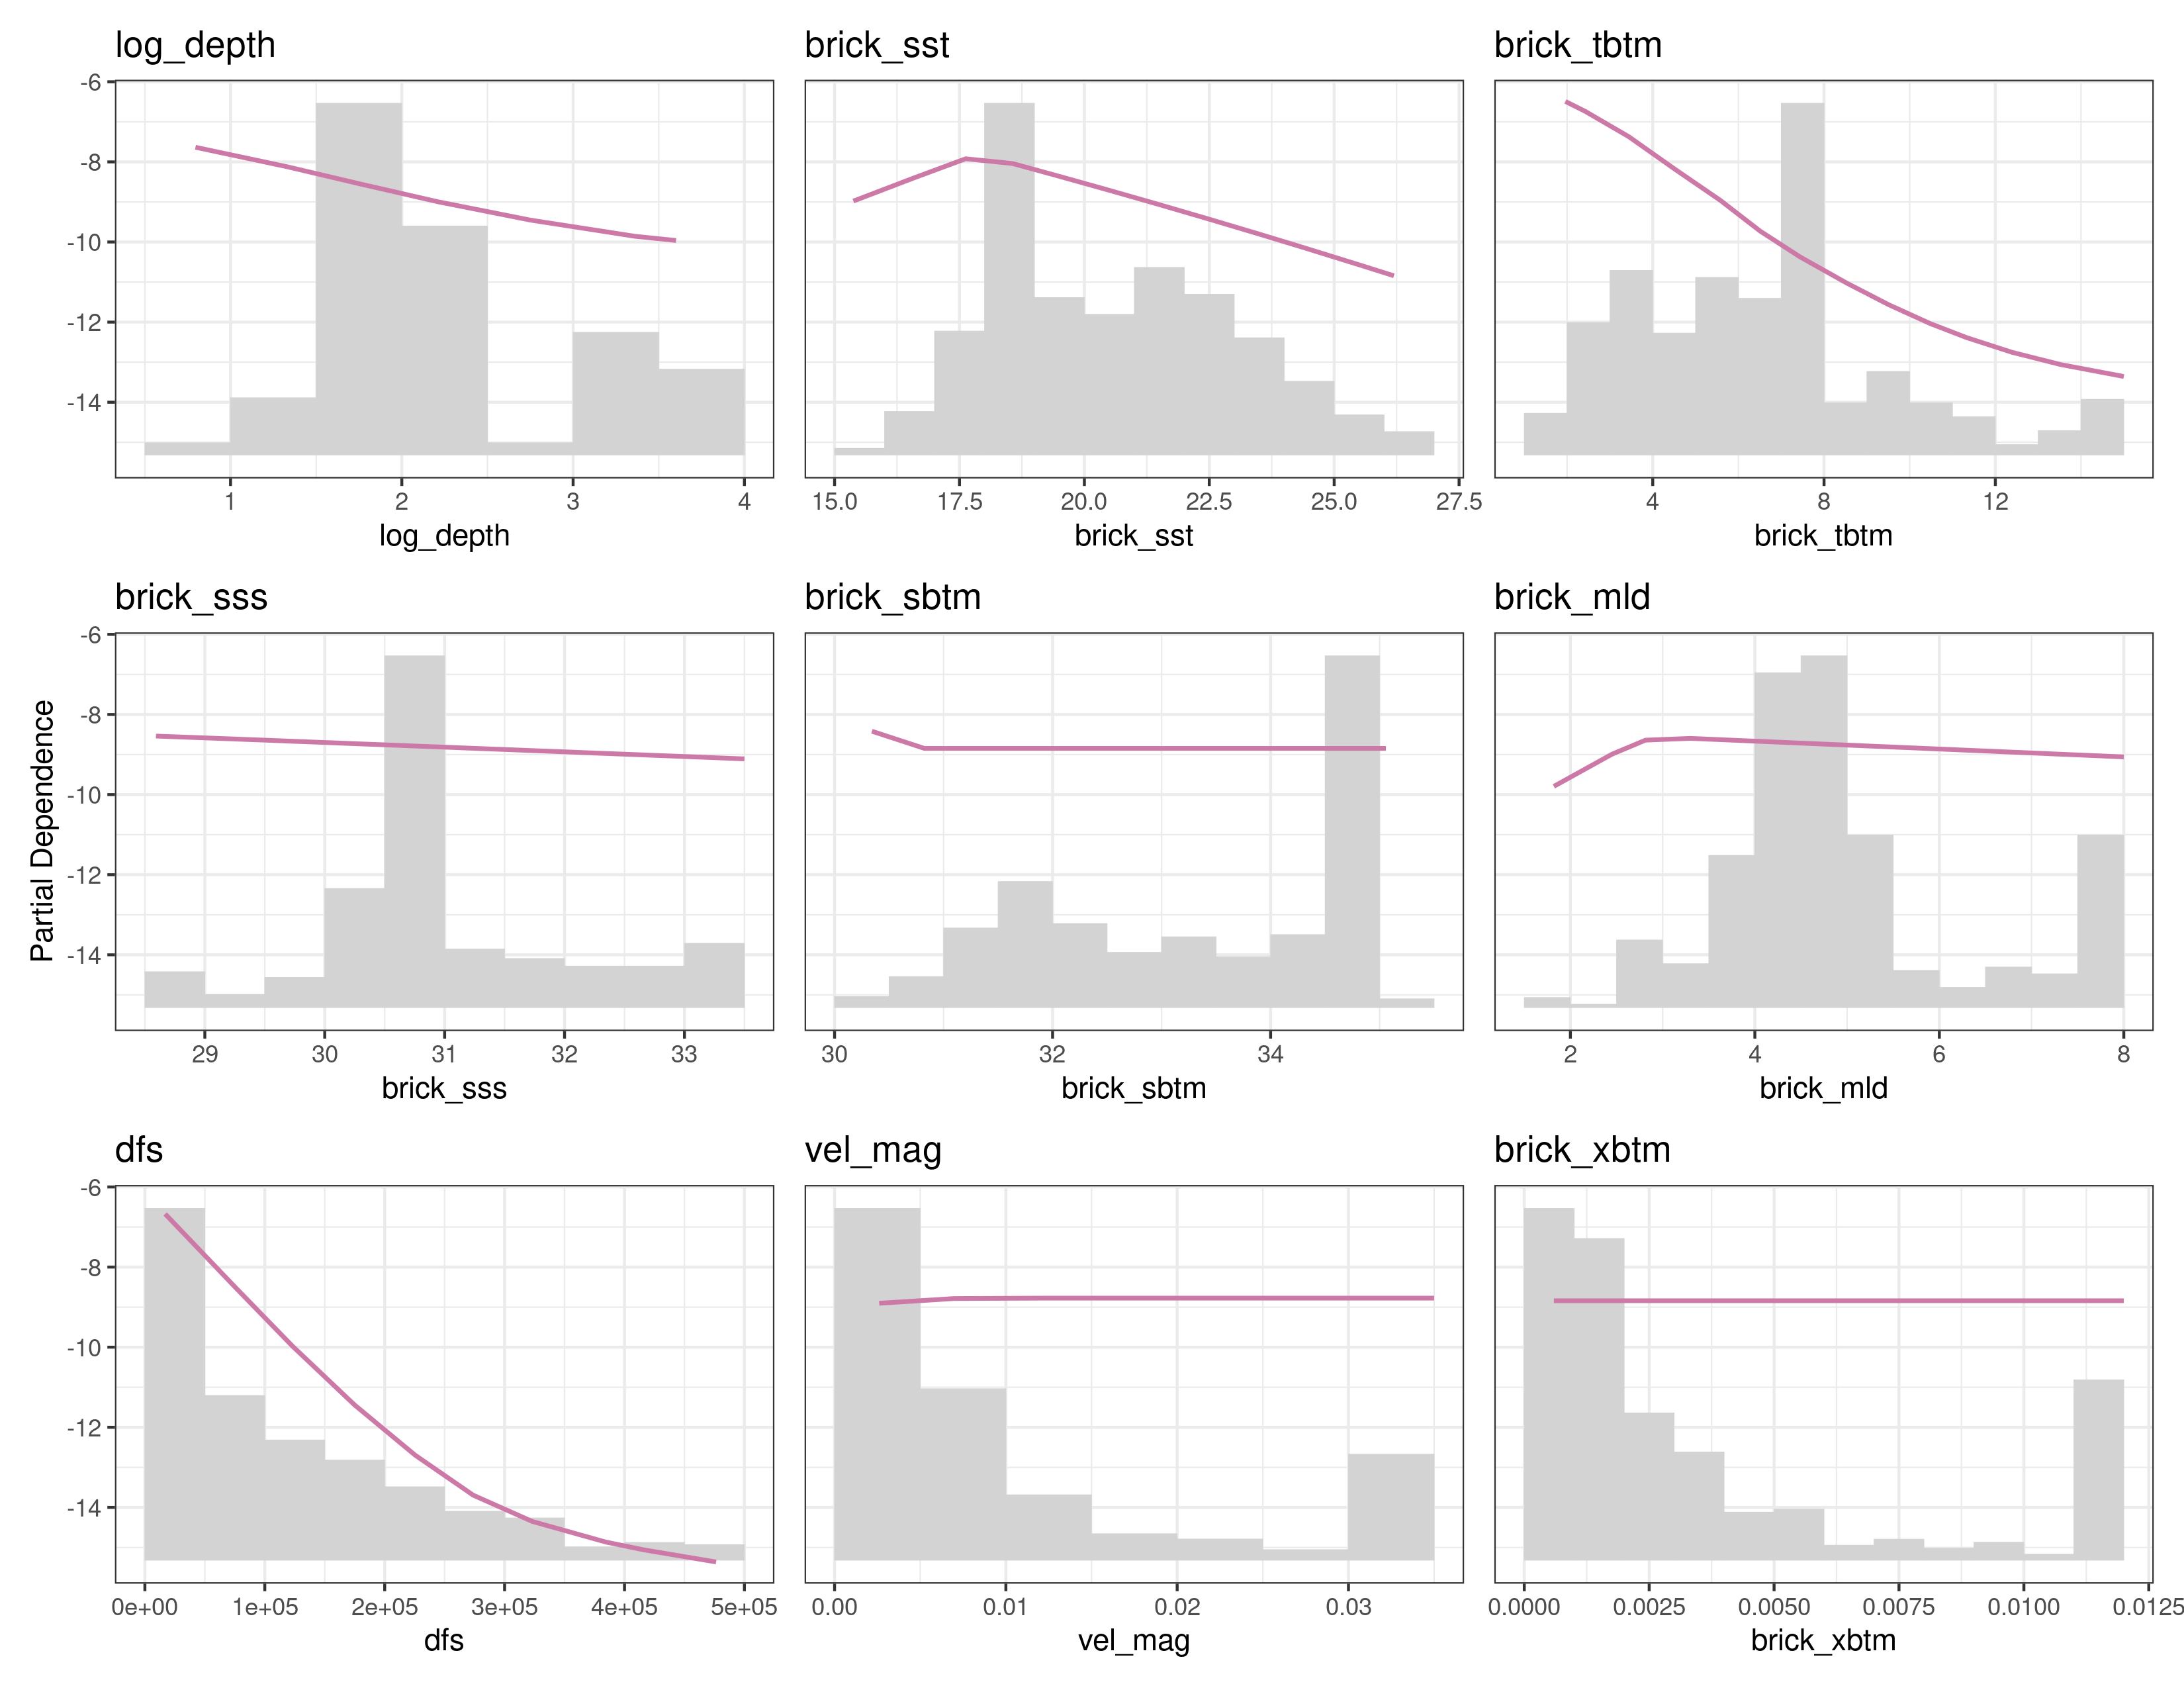 log_depth brick_sst brick_tbtm
-6
-8
-10
-12
-14
1 2 3 4 15.0 17.5 20.0 22.5 25.0 27.5 4 8 12
log_depth brick_sst brick_tbtm
brick_sss brick_sbtm brick_mld
Partial Dependence
-6
-8
-10
-12
-14
29 30 31 32 33 30 32 34 2 4 6 8
brick_sss brick_sbtm brick_mld
dfs vel_mag brick_xbtm
-6
-8
-10
-12
-14
0e+00 1e+05 2e+05 3e+05 4e+05 5e+05 0.00 0.01 0.02 0.03 0.0000 0.0025 0.0050 0.0075 0.0100 0.0125
dfs vel_mag brick_xbtm